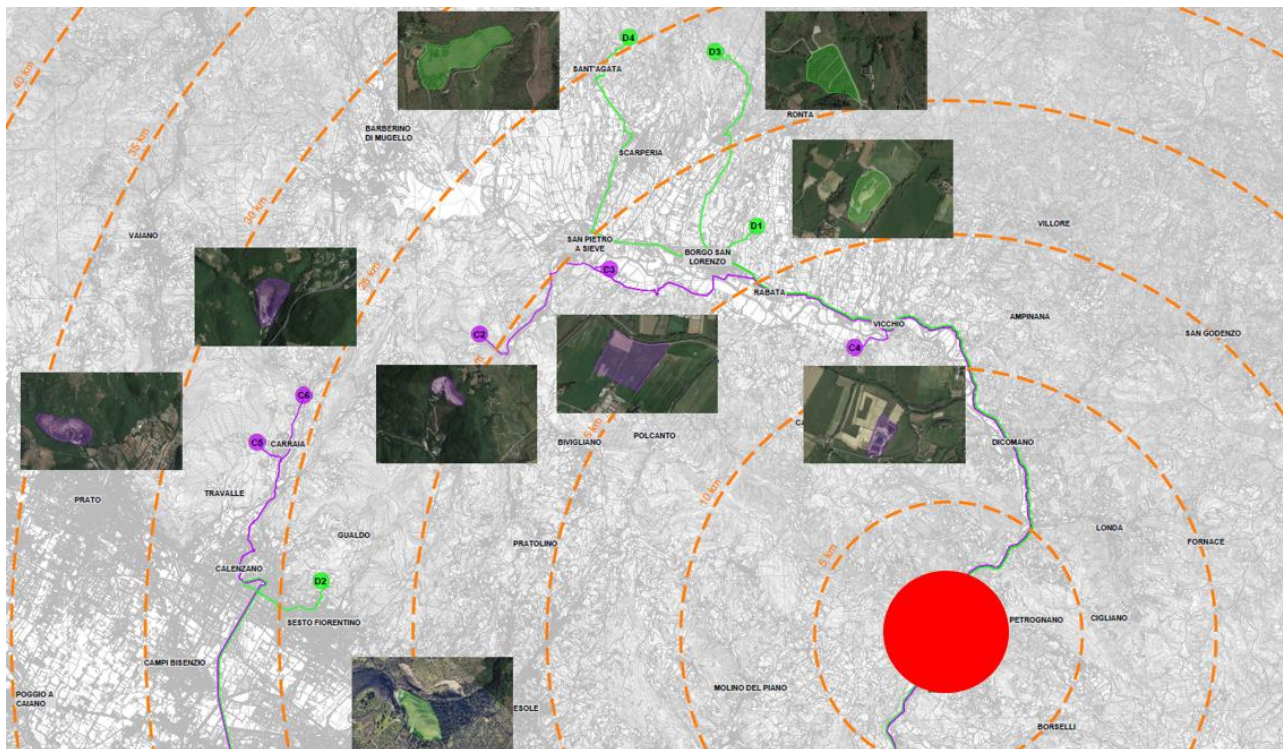 40 km
35 km
30 km
25 km
10 km
5 km
D4
D3
SANT'AGATA
RONTA
BARBERINO
DI MUGELLO
SCARPERIA
VILLORE
VAIANO
D1
SAN PIETRO
A SIEVE
BORGO SAN
LORENZO
C3
RABATA
VICCHIO
AMPINANA
SAN GODENZO
C2
C4
C6
C5
CARRAIA
BIVIGLIANO
POLCANTO
DICOMANO
PRATO
TRAVALLE
GUALDO
PRATOLINO
LONDA
FORNACE
CALENZANO
D2
SESTO FIORENTINO
PETROGNANO
CIGLIANO
CAMPI BISENZIO
POGGIO A
CAIANO
MOLINO DEL PIANO
BORSELLI